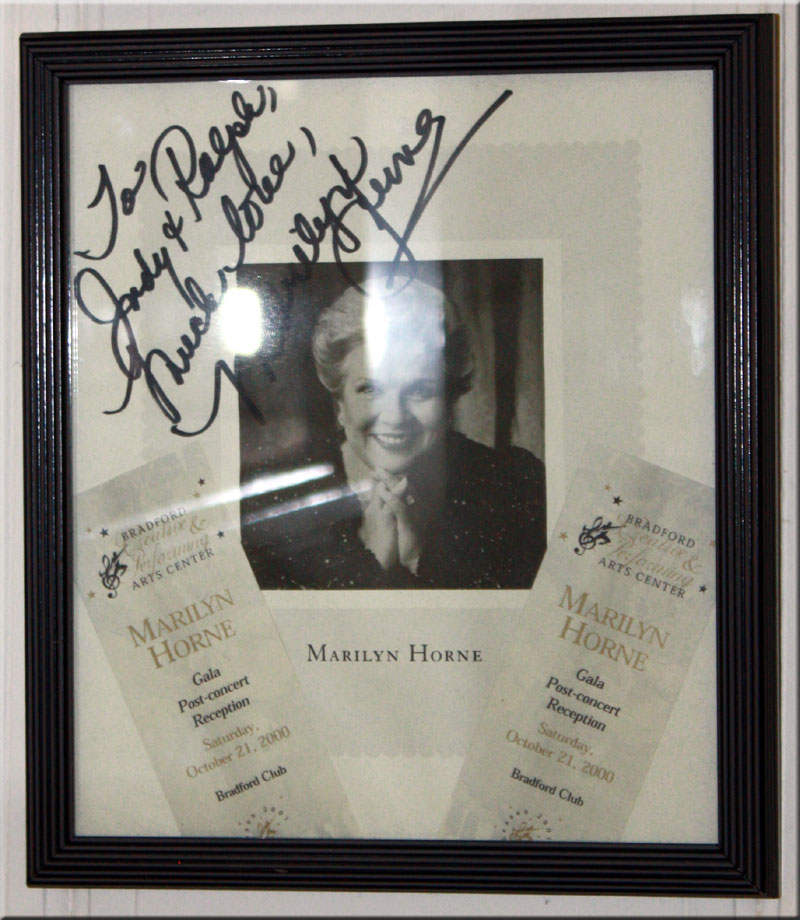 To
Jody & Ralph,
Much love,
Marilyn Horne
BRADFORD
Creative &
Performing
ARTS CENTER
MARILYN
HORNE
Gala
Post-concert
Reception
Saturday,
October 21, 2000
Bradford Club
MARILYN HORNE
BRADFORD
Creative &
Performing
ARTS CENTER
MARILYN
HORNE
Gala
Post-concert
Reception
Saturday,
October 21, 2000
Bradford Club